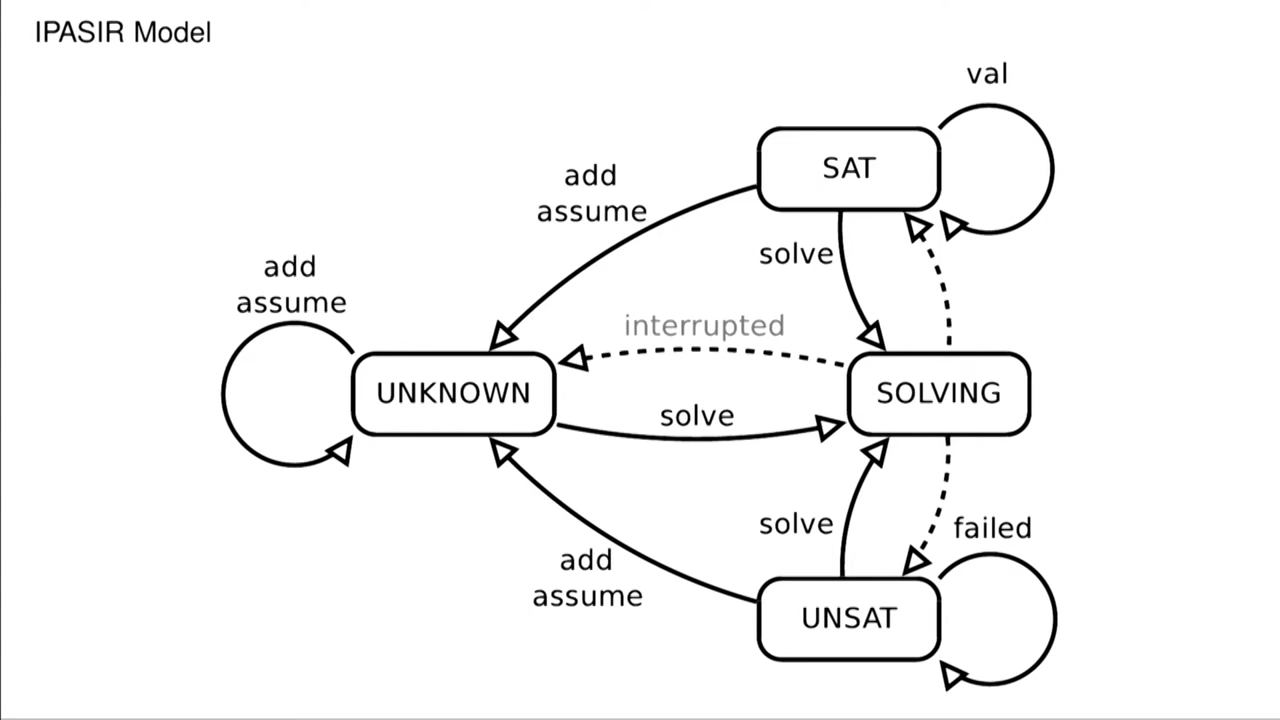 IPASIR Model
val
SAT
add
assume
solve
add
assume
interrupted
UNKNOWN
SOLVING
solve
solve
failed
add
assume
UNSAT